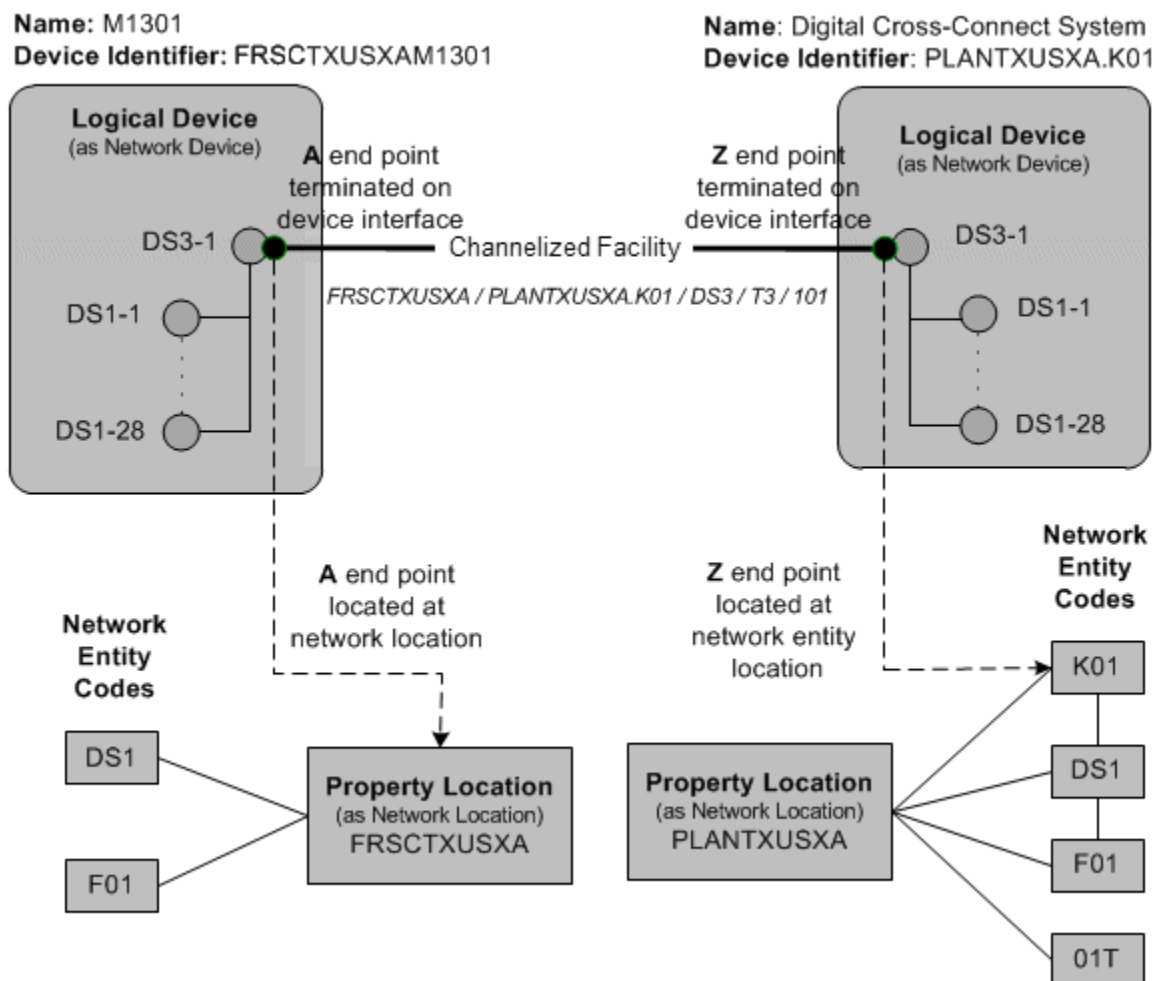 Name: M1301
Device Identifier: FRSCTXUSXAM1301
Name: Digital Cross-Connect System
Device Identifier: PLANTXUSXA.K01
Logical Device
(as Network Device)
A end point
terminated on
device interface
DS3-1
DS1-1
DS1-28
Channelized Facility
FRSCTXUSXA / PLANTXUSXA.K01 / DS3 / T3 / 101
Z end point
terminated on
device interface
Logical Device
(as Network Device)
DS3-1
DS1-1
DS1-28
A end point
located at
network location
Network
Entity
Codes
DS1
F01
Property Location
(as Network Location)
FRSCTXUSXA
Z end point
located at
network entity
location
Property Location
(as Network Location)
PLANTXUSXA
Network
Entity
Codes
K01
DS1
F01
01T